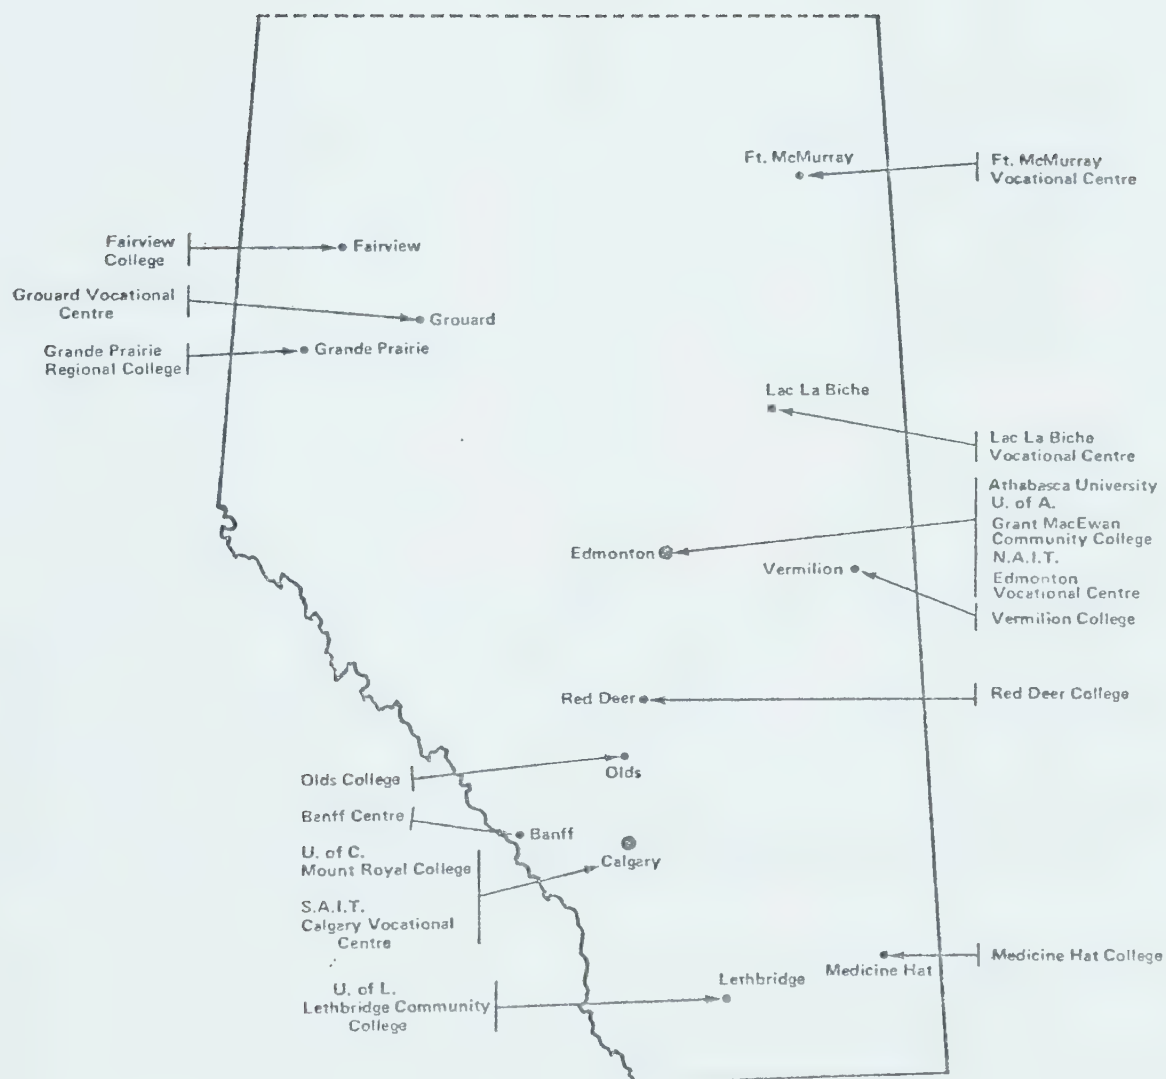 Ft. McMurray
Ft. McMurray
Vocational Centre
Fairview
College
Fairview
Grouard Vocational
Centre
Grouard
Grande Prairie
Regional College
Grande Prairie
Lac La Biche
Lac La Biche
Vocational Centre
Athabasca University
U. of A.
Grant MacEwan
Community College
N.A.I.T.
Edmonton
Vocational Centre
Edmonton
Vermilion
Vermilion College
Red Deer
Red Deer College
Olds College
Olds
Banff Centre
Banff
U. of C.
Mount Royal College
S.A.I.T.
Calgary Vocational
Centre
Calgary
Medicine Hat
Medicine Hat College
U. of L.
Lethbridge Community
College
Lethbridge